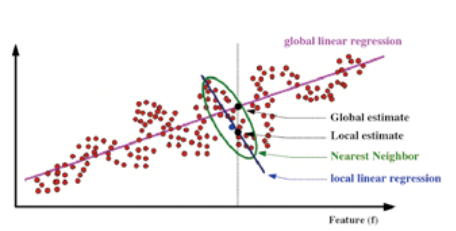 global linear regression
Global estimate
Local estimate
Nearest Neighbor
local linear regression
Feature (f)